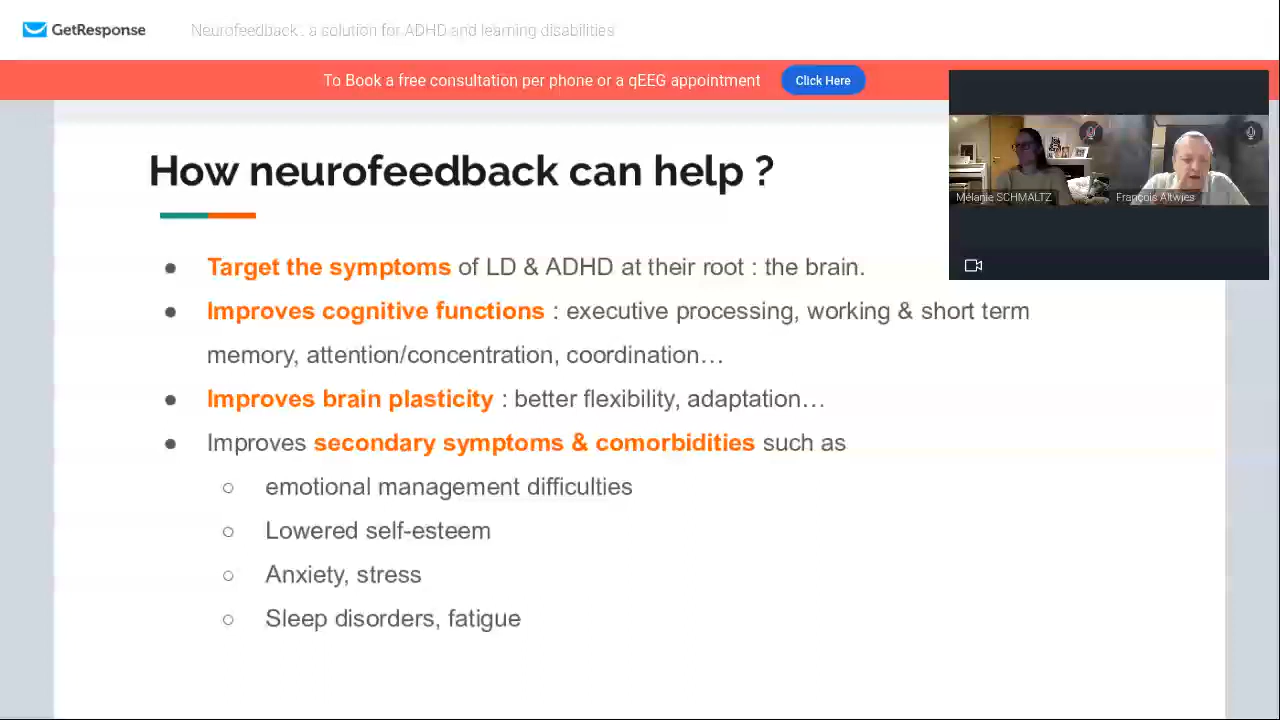 GetResponse
Neurofeedback : a solution for ADHD and learning disabilities
To Book a free consultation per phone or a qEEG appointment
Click Here
Mélanie SCHMALTZ
François Altwies
How neurofeedback can help ?
● Target the symptoms of LD & ADHD at their root : the brain.
● Improves cognitive functions : executive processing, working & short term
memory, attention/concentration, coordination…
● Improves brain plasticity : better flexibility, adaptation…
● Improves secondary symptoms & comorbidities such as
○ emotional management difficulties
○ Lowered self-esteem
○ Anxiety, stress
○ Sleep disorders, fatigue